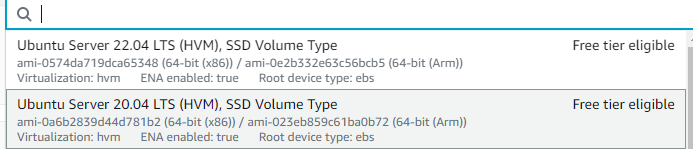 Ubuntu Server 22.04 LTS (HVM), SSD Volume Type Free tier eligible
ami-0574da719dca65348 (64-bit (x86)) / ami-0e2b332e63c56bcb5 (64-bit (Arm))
Virtualization: hvm ENA enabled: true Root device type: ebs
Ubuntu Server 20.04 LTS (HVM), SSD Volume Type Free tier eligible
ami-0a6b2839d44d781b2 (64-bit (x86)) / ami-023eb859c61ba0b72 (64-bit (Arm))
Virtualization: hvm ENA enabled: true Root device type: ebs